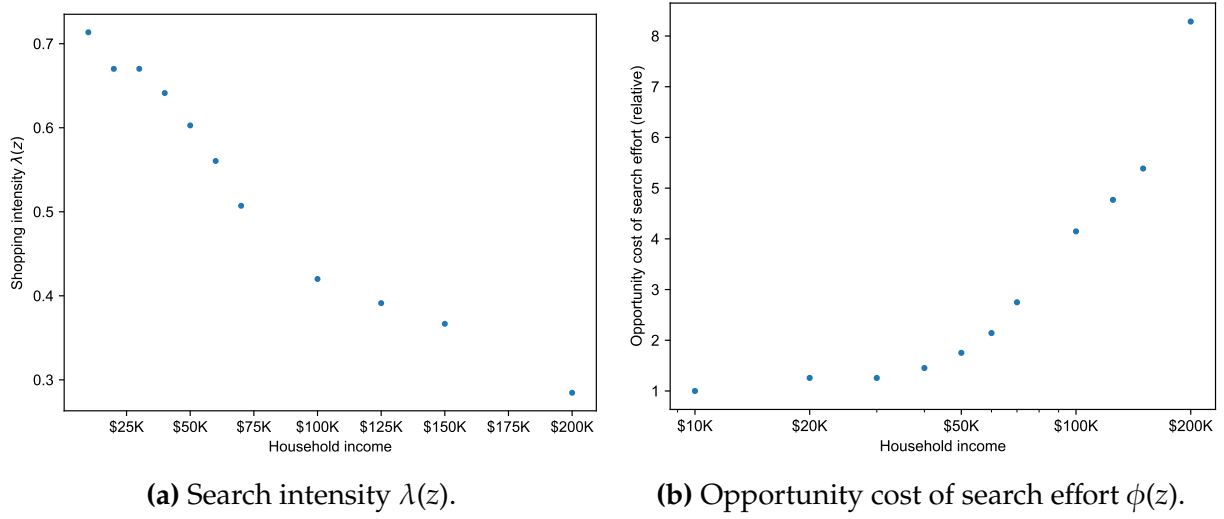 0.7
0.6
0.5
0.4
0.3
Shopping intensity λ(z)
$25K $50K $75K $100K $125K $150K $175K $200K
Household income
(a) Search intensity λ(z).
8
7
6
5
4
3
2
1
Opportunity cost of search effort (relative)
$10K $20K $50K $100K $200K
Household income
(b) Opportunity cost of search effort ϕ(z).